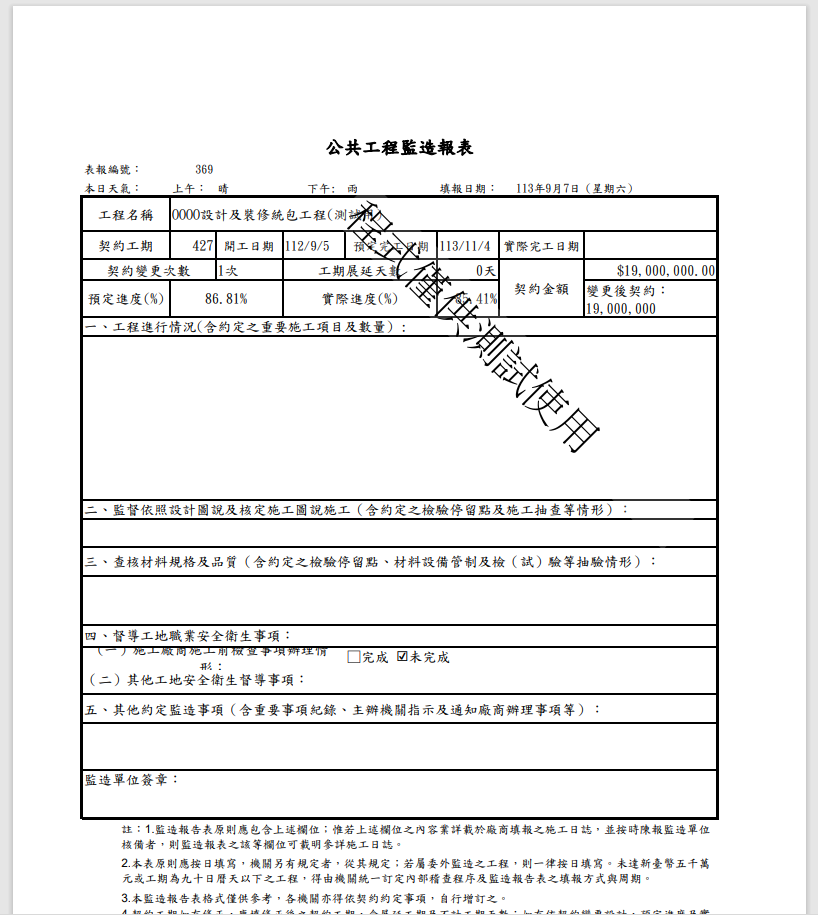 公共工程監造報表
表報編號： 369
本日天氣： 上午： 晴 下午： 雨 填報日期： 113年9月7日（星期六）
工程名稱 0000設計及裝修統包工程(測試用)
契約工期 427 開工日期 112/9/5 預定完工日期 113/11/4 實際完工日期
契約變更次數 1次 工期展延天數 0天 契約金額 $19,000,000.00
預定進度(%) 86.81% 實際進度(%) 85.41% 變更後契約：
19,000,000
程式僅供測試使用
一、工程進行情況(含約定之重要施工項目及數量)：
二、監督依照設計圖說及核定施工圖說施工（含約定之檢驗停留點及施工抽查等情形）：
三、查核材料規格及品質（含約定之檢驗停留點、材料設備管制及檢（試）驗等抽驗情形）：
四、督導工地職業安全衛生事項：
（一）施工廠商施工前檢查事項辦理情
形： □完成 ☑未完成
（二）其他工地安全衛生督導事項：
五、其他約定監造事項（含重要事項紀錄、主辦機關指示及通知廠商辦理事項等）：
監造單位簽章：
註：1.監造報告表原則應包含上述欄位；惟若上述欄位之內容業詳載於廠商填報之施工日誌，並按時陳報監造單位
核備者，則監造報表之該等欄位可載明參詳施工日誌。
2.本表原則應按日填寫，機關另有規定者，從其規定；若屬委外監造之工程，則一律按日填寫。未達新臺幣五千萬
元或工期為九十日曆天以下之工程，得由機關統一訂定內部稽查程序及監造報告表之填報方式與周期。
3.本監造報告表格式僅供參考，各機關亦得依契約約定事項，自行增訂之。